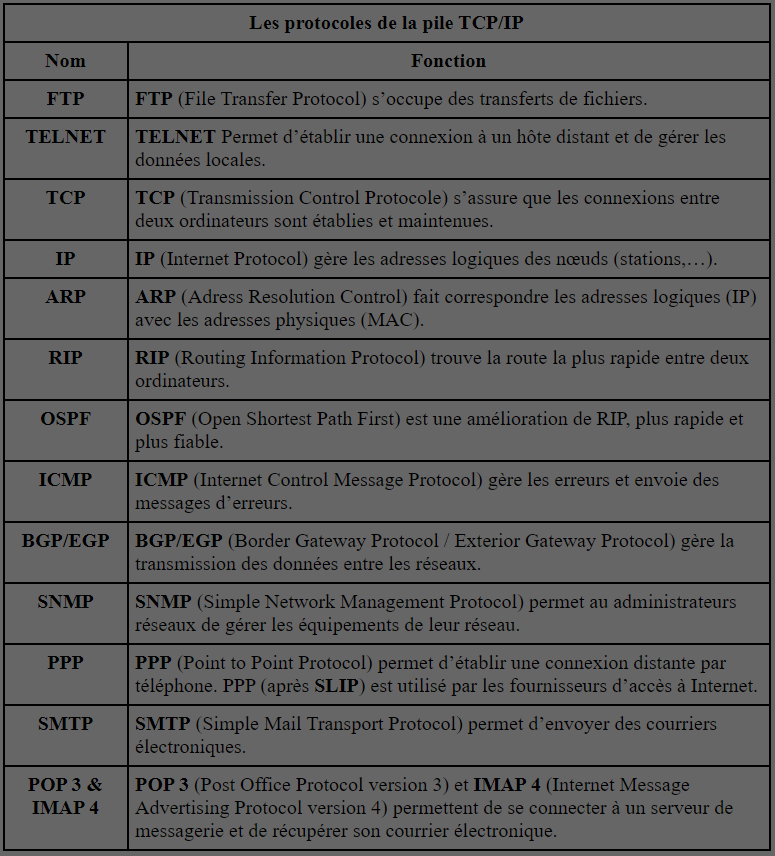 Les protocoles de la pile TCP/IP
Nom Fonction
FTP FTP (File Transfer Protocol) s’occupe des transferts de fichiers.
TELNET TELNET Permet d’établir une connexion à un hôte distant et de gérer les
données locales.
TCP TCP (Transmission Control Protocole) s’assure que les connexions entre
deux ordinateurs sont établies et maintenues.
IP IP (Internet Protocol) gère les adresses logiques des nœuds (stations,…).
ARP ARP (Adress Resolution Control) fait correspondre les adresses logiques (IP)
avec les adresses physiques (MAC).
RIP RIP (Routing Information Protocol) trouve la route la plus rapide entre deux
ordinateurs.
OSPF OSPF (Open Shortest Path First) est une amélioration de RIP, plus rapide et
plus fiable.
ICMP ICMP (Internet Control Message Protocol) gère les erreurs et envoie des
messages d’erreurs.
BGP/EGP BGP/EGP (Border Gateway Protocol / Exterior Gateway Protocol) gère la
transmission des données entre les réseaux.
SNMP SNMP (Simple Network Management Protocol) permet au administrateurs
réseaux de gérer les équipements de leur réseau.
PPP PPP (Point to Point Protocol) permet d’établir une connexion distante par
téléphone. PPP (après SLIP) est utilisé par les fournisseurs d’accès à Internet.
SMTP SMTP (Simple Mail Transport Protocol) permet d’envoyer des courriers
électroniques.
POP 3 & POP 3 (Post Office Protocol version 3) et IMAP 4 (Internet Message
IMAP 4 Advertising Protocol version 4) permettent de se connecter à un serveur de
messagerie et de récupérer son courrier électronique.